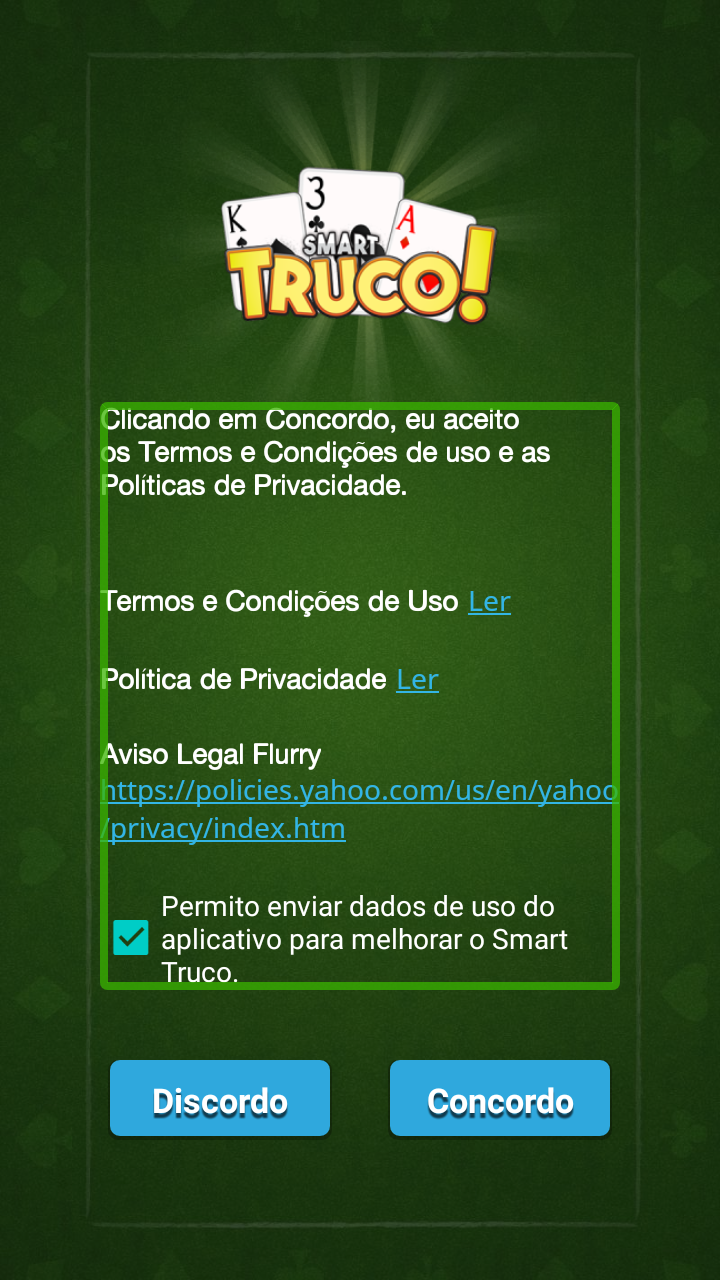 K
3
A
SMART
TRUCO!
Clicando em Concordo, eu aceito
os Termos e Condições de uso e as
Políticas de Privacidade.
Termos e Condições de Uso Ler
Política de Privacidade Ler
Aviso Legal Flurry
https://policies.yahoo.com/us/en/yahoo
/privacy/index.htm
Permito enviar dados de uso do
aplicativo para melhorar o Smart
Truco.
Discordo Concordo